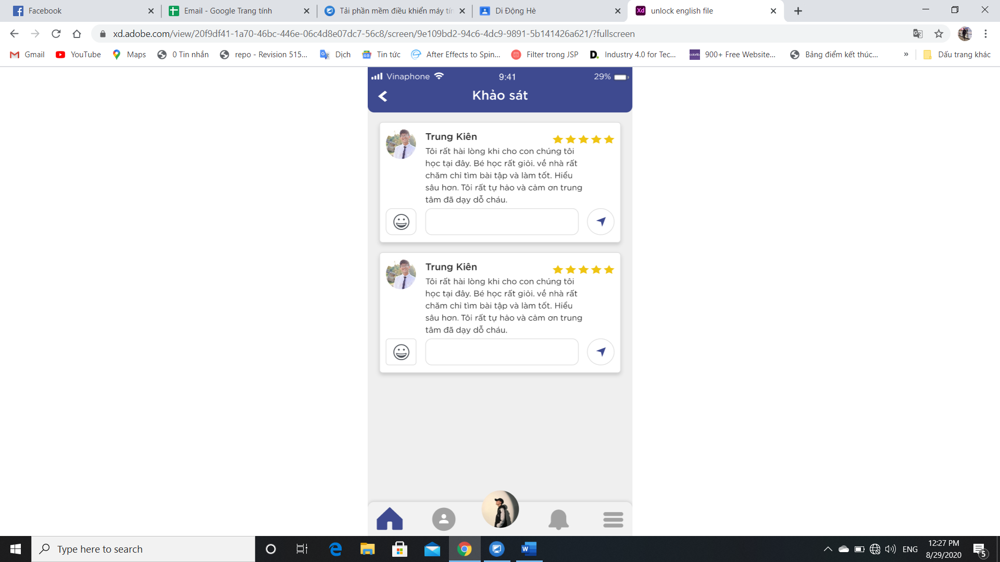 Facebook
Email - Google Trang tính
Tải phần mềm điều khiển máy tín
Di Động Hè
Xd unlock english file
xd.adobe.com/view/20f9df41-1a70-46bc-446e-06c4d8e07dc7-56c8/screen/9e109bd2-94c6-4dc9-9891-5b141426a621/?fullscreen
Gmail YouTube Maps 0 Tin nhắn repo - Revision 515... Dịch Tin tức After Effects to Spin... Filter trong JSP D. Industry 4.0 for Tec... colorlib 900+ Free Website... Bảng điểm kết thúc... » Dấu trang khác
Vinaphone 9:41 29%
Khảo sát
Trung Kiên
Tôi rất hài lòng khi cho con chúng tôi
học tại đây. Bé học rất giỏi. về nhà rất
chăm chỉ tìm bài tập và làm tốt. Hiểu
sâu hơn. Tôi rất tự hảo và cảm ơn trung
tâm đã dạy dỗ cháu.
Trung Kiên
Tôi rất hài lòng khi cho con chúng tôi
học tại đây. Bé học rất giỏi. về nhà rất
chăm chỉ tìm bài tập và làm tốt. Hiểu
sâu hơn. Tôi rất tự hảo và cảm ơn trung
tâm đã dạy dỗ cháu.
Type here to search
ENG
12:27 PM
8/29/2020
5